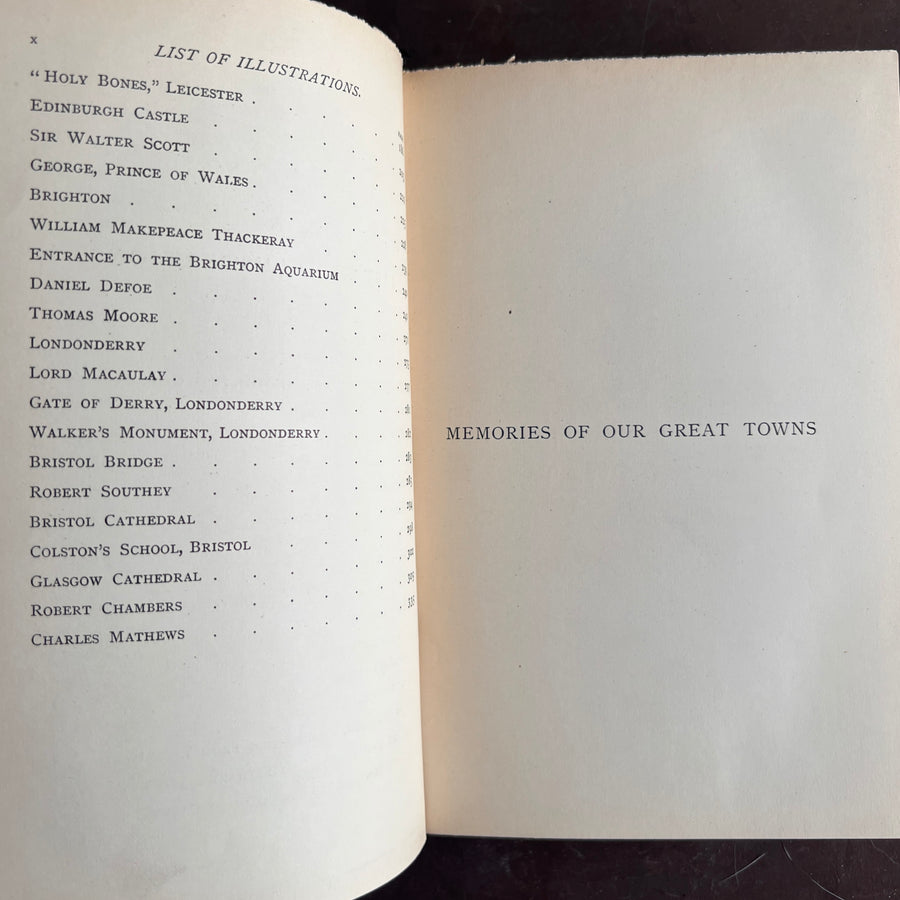 x
LIST OF ILLUSTRATIONS.
“Holy Bones,” Leicester .
Edinburgh Castle
Sir Walter Scott
George, Prince of Wales .
Brighton
William Makepeace Thackeray
Entrance to the Brighton Aquarium
Daniel Defoe
Thomas Moore
Londonderry
Lord Macaulay .
Gate of Derry, Londonderry .
Walker’s Monument, Londonderry .
Bristol Bridge .
Robert Southey
Bristol Cathedral
Colston’s School, Bristol
Glasgow Cathedral .
Robert Chambers
Charles Mathews
MEMORIES OF OUR GREAT TOWNS